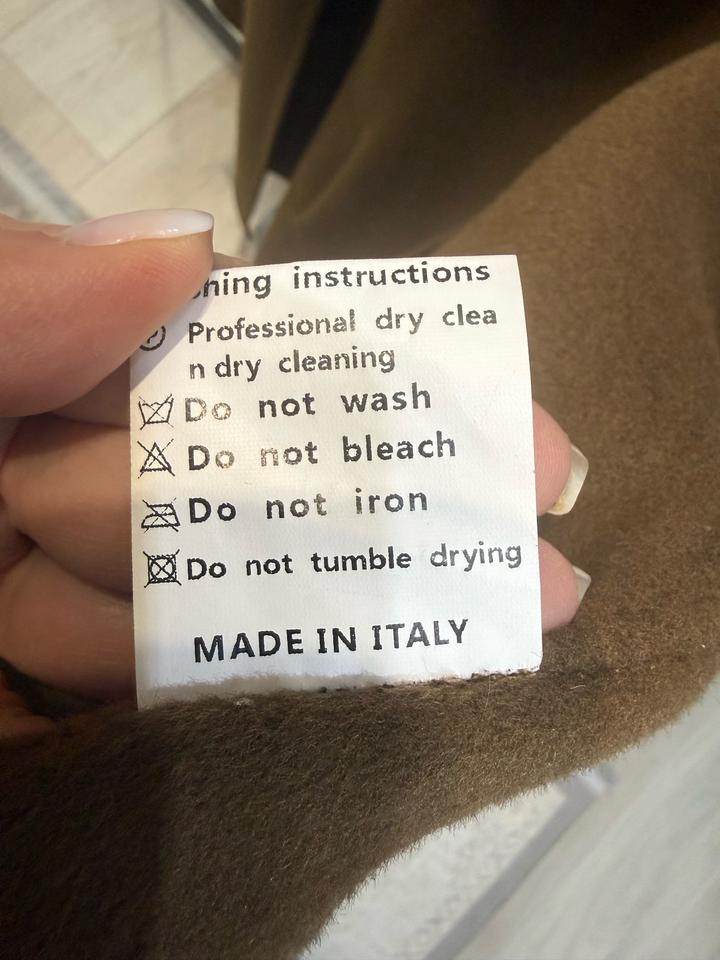 instructions
Professional dry clea
n dry cleaning
Do not wash
Do not bleach
Do not iron
Do not tumble drying
MADE IN ITALY